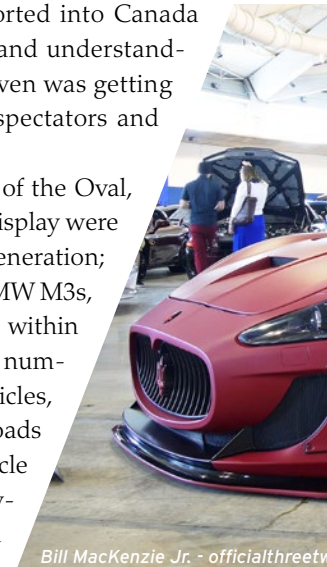 orted into Canada
and understand-
ven was getting
spectators and
of the Oval,
isplay were
eneration;
MW M3s,
within
num-
icles,
oads
cle
y-
Bill MacKenzie Jr. - officialthreetw